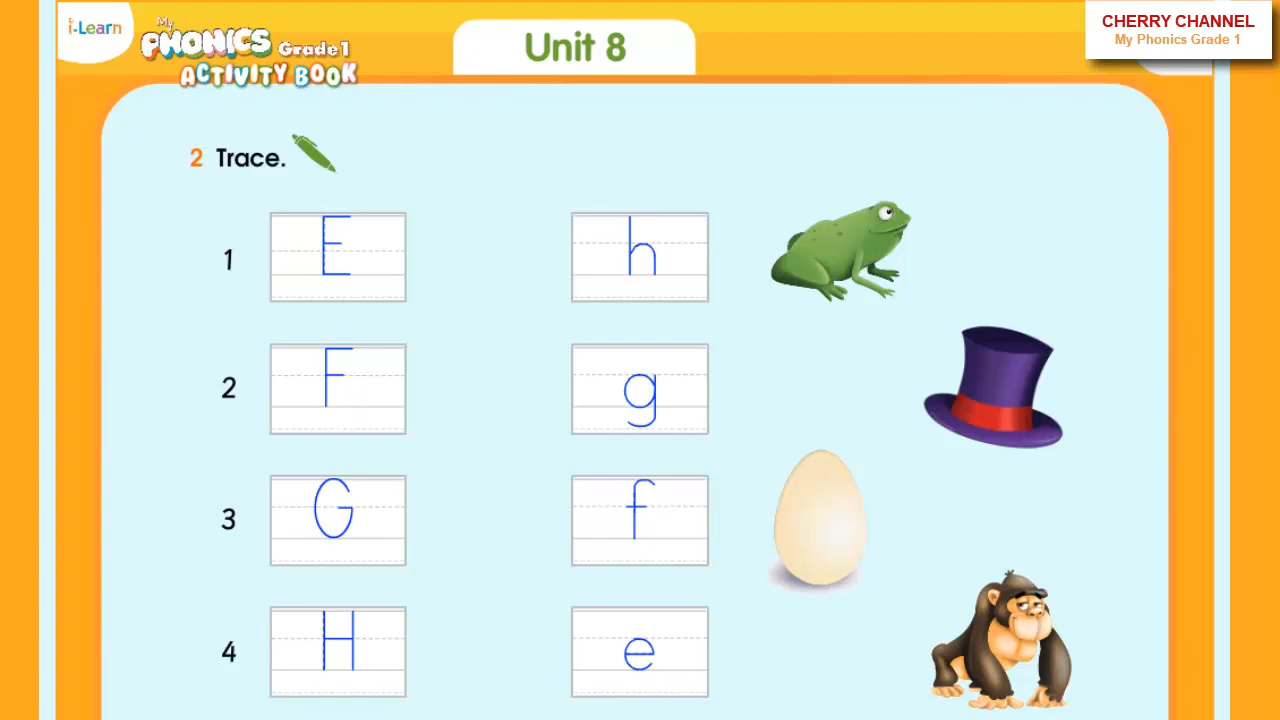 i-Learn
My
PHONICS Grade 1
ACTIVITY BOOK
Unit 8
CHERRY CHANNEL
My Phonics Grade 1
2 Trace.
1 E h
2 F g
3 G f
4 H e